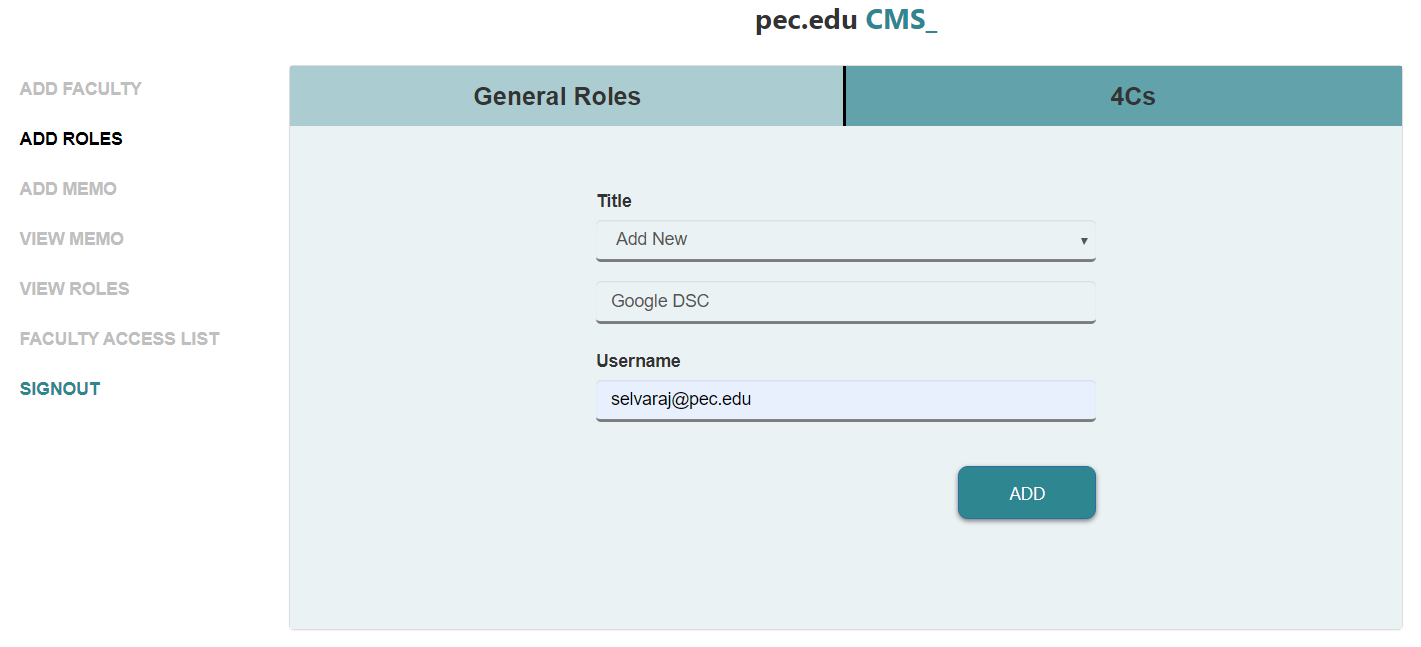 pec.edu CMS_
ADD FACULTY
ADD ROLES
ADD MEMO
VIEW MEMO
VIEW ROLES
FACULTY ACCESS LIST
SIGNOUT
General Roles
4Cs
Title
Add New
Google DSC
Username
selvaraj@pec.edu
ADD